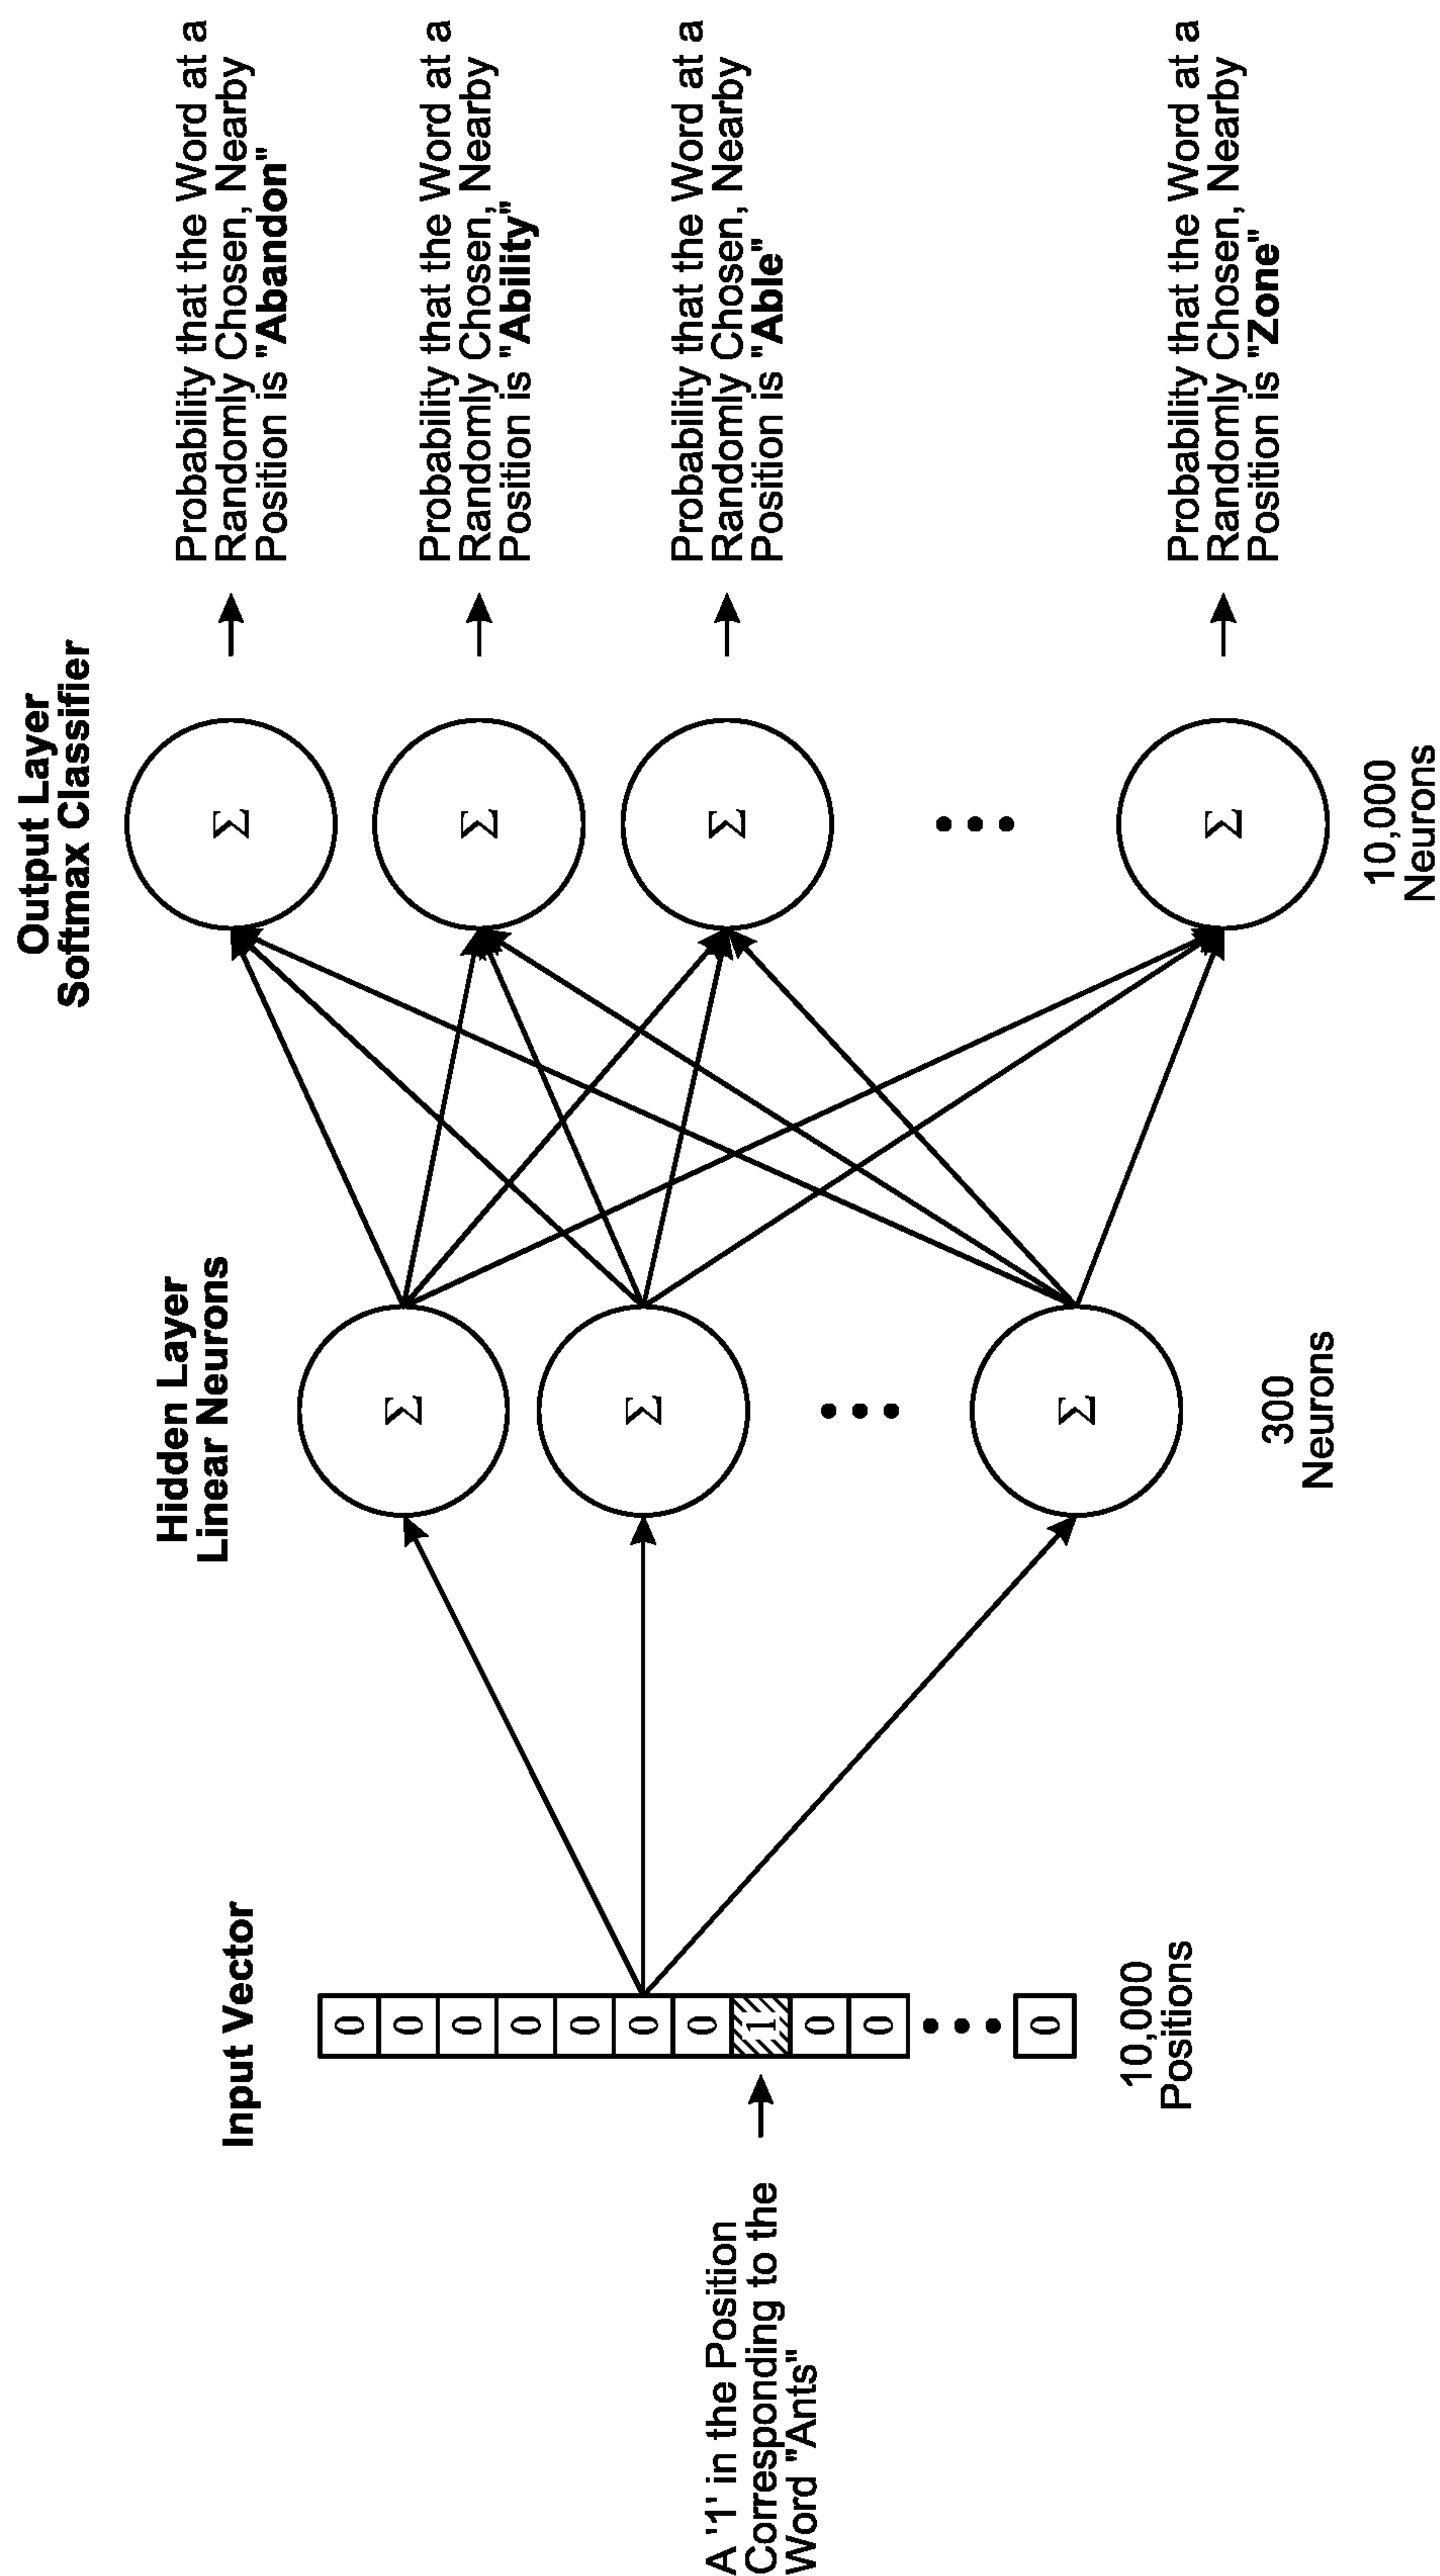 Output Layer
Softmax Classifier
Hidden Layer
Linear Neurons
Input Vector
A '1' in the Position
Corresponding to the
Word "Ants"
0
0
0
0
0
0
0
1
0
0
0
10,000
Positions
Σ
Σ
Σ
300
Neurons
Σ
Σ
Σ
Σ
10,000
Neurons
Probability that the Word at a
Randomly Chosen, Nearby
Position is "Abandon"
Probability that the Word at a
Randomly Chosen, Nearby
Position is "Ability"
Probability that the Word at a
Randomly Chosen, Nearby
Position is "Able"
Probability that the Word at a
Randomly Chosen, Nearby
Position is "Zone"